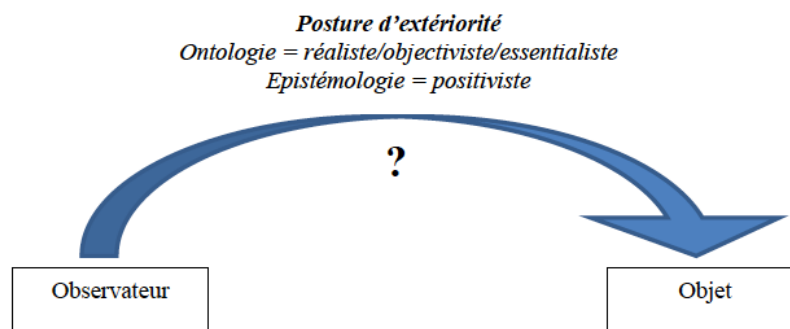 Posture d’extériorité
Ontologie = réaliste/objectiviste/essentialiste
Epistémologie = positiviste
?
Observateur
Objet